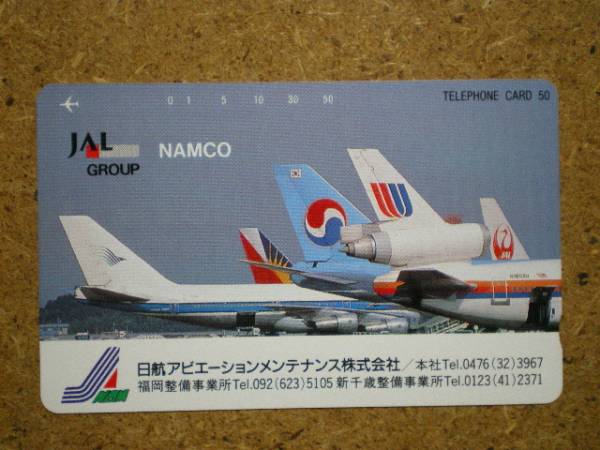 0 1 5 10 30 50
TELEPHONE CARD 50
JAL
GROUP
NAMCO
JAL
NAM
日航アビエーションメンテナンス株式会社/本社Tel.0476(32)3967
福岡整備事業所Tel.092(623)5105 新千歳整備事業所Tel.0123(41)2371